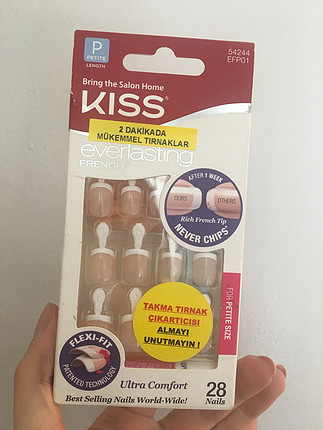 P
PETITE
LENGTH
54244
EFP01
Bring the Salon Home
KISS
2 DAKİKADA
MÜKEMMEL TIRNAKLAR
everlasting
FRENCH
AFTER 1 WEEK
OURS
OTHERS
Rich French Tip
NEVER CHIPS
FOR PETITE SIZE
TAKMA TIRNAK
ÇIKARTICISI
ALMAYI
UNUTMAYIN !
FLEXI-FIT
PATENTED TECHNOLOGY
Ultra Comfort
Best Selling Nails World-Wide!
28
Nails